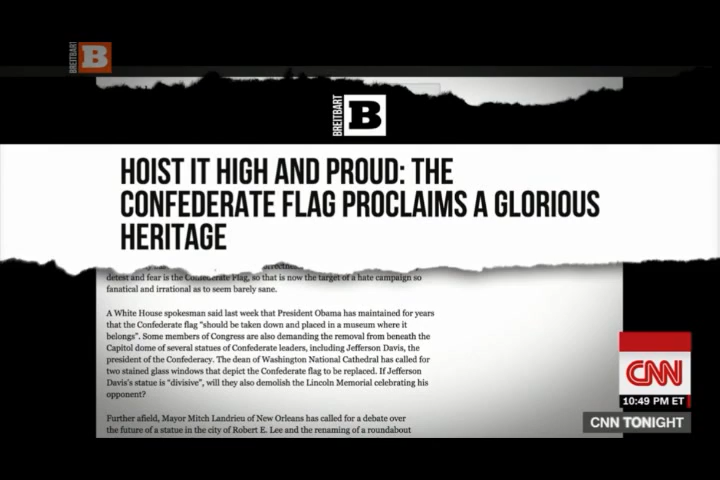 BREITBART B
BREITBART B
HOIST IT HIGH AND PROUD: THE
CONFEDERATE FLAG PROCLAIMS A GLORIOUS
HERITAGE
detest and fear is the Confederate Flag, so that is now the target of a hate campaign so
fanatical and irrational as to seem barely sane.
A White House spokesman said last week that President Obama has maintained for years
that the Confederate flag “should be taken down and placed in a museum where it
belongs”. Some members of Congress are also demanding the removal from beneath the
Capitol dome of several statues of Confederate leaders, including Jefferson Davis, the
president of the Confederacy. The dean of Washington National Cathedral has called for
two stained glass windows that depict the Confederate flag to be replaced. If Jefferson
Davis’s statue is “divisive”, will they also demolish the Lincoln Memorial celebrating his
opponent?
Further afield, Mayor Mitch Landrieu of New Orleans has called for a debate over
the future of a statue in the city of Robert E. Lee and the renaming of a roundabout
CNN
10:49 PM ET
CNN TONIGHT